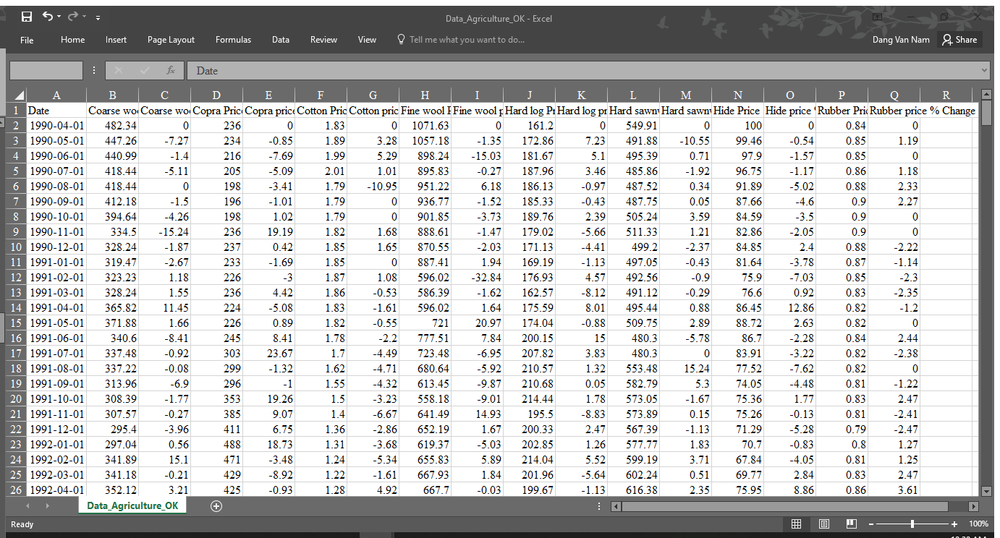 Data_Agriculture_OK - Excel
File Home Insert Page Layout Formulas Data Review View Tell me what you want to do... Dang Van Nam Share
fx Date
A B C D E F G H I J K L M N O P Q R
1 Date Coarse wo Coarse wo Copra Pric Copra price Cotton Pric Cotton pric Fine wool P Fine wool p Hard log Pr Hard log pr Hard sawn Hard sawn Hide Price Hide price Rubber Pri Rubber price % Change
2 1990-04-01 482.34 0 236 0 1.83 0 1071.63 0 161.2 0 549.91 0 100 0 0.84 0
3 1990-05-01 447.26 -7.27 234 -0.85 1.89 3.28 1057.18 -1.35 172.86 7.23 491.88 -10.55 99.46 -0.54 0.85 1.19
4 1990-06-01 440.99 -1.4 216 -7.69 1.99 5.29 898.24 -15.03 181.67 5.1 495.39 0.71 97.9 -1.57 0.85 0
5 1990-07-01 418.44 -5.11 205 -5.09 2.01 1.01 895.83 -0.27 187.96 3.46 485.86 -1.92 96.75 -1.17 0.86 1.18
6 1990-08-01 418.44 0 198 -3.41 1.79 -10.95 951.22 6.18 186.13 -0.97 487.52 0.34 91.89 -5.02 0.88 2.33
7 1990-09-01 412.18 -1.5 196 -1.01 1.79 0 936.77 -1.52 185.33 -0.43 487.75 0.05 87.66 -4.6 0.9 2.27
8 1990-10-01 394.64 -4.26 198 1.02 1.79 0 901.85 -3.73 189.76 2.39 505.24 3.59 84.59 -3.5 0.9 0
9 1990-11-01 334.5 -15.24 236 19.19 1.82 1.68 888.61 -1.47 179.02 -5.66 511.33 1.21 82.86 -2.05 0.9 0
10 1990-12-01 328.24 -1.87 237 0.42 1.85 1.65 870.55 -2.03 171.13 -4.41 499.2 -2.37 84.85 2.4 0.88 -2.22
11 1991-01-01 319.47 -2.67 233 -1.69 1.85 0 887.41 1.94 169.19 -1.13 497.05 -0.43 81.64 -3.78 0.87 -1.14
12 1991-02-01 323.23 1.18 226 -3 1.87 1.08 596.02 -32.84 176.93 4.57 492.56 -0.9 75.9 -7.03 0.85 -2.3
13 1991-03-01 328.24 1.55 236 4.42 1.86 -0.53 586.39 -1.62 162.57 -8.12 491.12 -0.29 76.6 0.92 0.83 -2.35
14 1991-04-01 365.82 11.45 224 -5.08 1.83 -1.61 596.02 1.64 175.59 8.01 495.44 0.88 86.45 12.86 0.82 -1.2
15 1991-05-01 371.88 1.66 226 0.89 1.82 -0.55 721 20.97 174.04 -0.88 509.75 2.89 88.72 2.63 0.82 0
16 1991-06-01 340.6 -8.41 245 8.41 1.78 -2.2 777.51 7.84 200.15 15 480.3 -5.78 86.7 -2.28 0.84 2.44
17 1991-07-01 337.48 -0.92 303 23.67 1.7 -4.49 723.48 -6.95 207.82 3.83 480.3 0 83.91 -3.22 0.82 -2.38
18 1991-08-01 337.22 -0.08 299 -1.32 1.62 -4.71 680.64 -5.92 210.57 1.32 553.48 15.24 77.52 -7.62 0.82 0
19 1991-09-01 313.96 -6.9 296 -1 1.55 -4.32 613.45 -9.87 210.68 0.05 582.79 5.3 74.05 -4.48 0.81 -1.22
20 1991-10-01 308.39 -1.77 353 19.26 1.5 -3.23 558.18 -9.01 214.44 1.78 573.05 -1.67 75.36 1.77 0.83 2.47
21 1991-11-01 307.57 -0.27 385 9.07 1.4 -6.67 641.49 14.93 195.5 -8.83 573.89 0.15 75.26 -0.13 0.81 -2.41
22 1991-12-01 295.4 -3.96 411 6.75 1.36 -2.86 652.19 1.67 200.33 2.47 567.39 -1.13 71.29 -5.28 0.79 -2.47
23 1992-01-01 297.04 0.56 488 18.73 1.31 -3.68 619.37 -5.03 202.85 1.26 577.77 1.83 70.7 -0.83 0.8 1.27
24 1992-02-01 341.89 15.1 471 -3.48 1.24 -5.34 655.83 5.89 214.04 5.52 599.19 3.71 67.84 -4.05 0.81 1.25
25 1992-03-01 341.18 -0.21 429 -8.92 1.22 -1.61 667.93 1.84 201.96 -5.64 602.24 0.51 69.77 2.84 0.83 2.47
26 1992-04-01 352.12 3.21 425 -0.93 1.28 4.92 667.7 -0.03 199.67 -1.13 616.38 2.35 75.95 8.86 0.86 3.61
Data_Agriculture_OK
Ready 100%